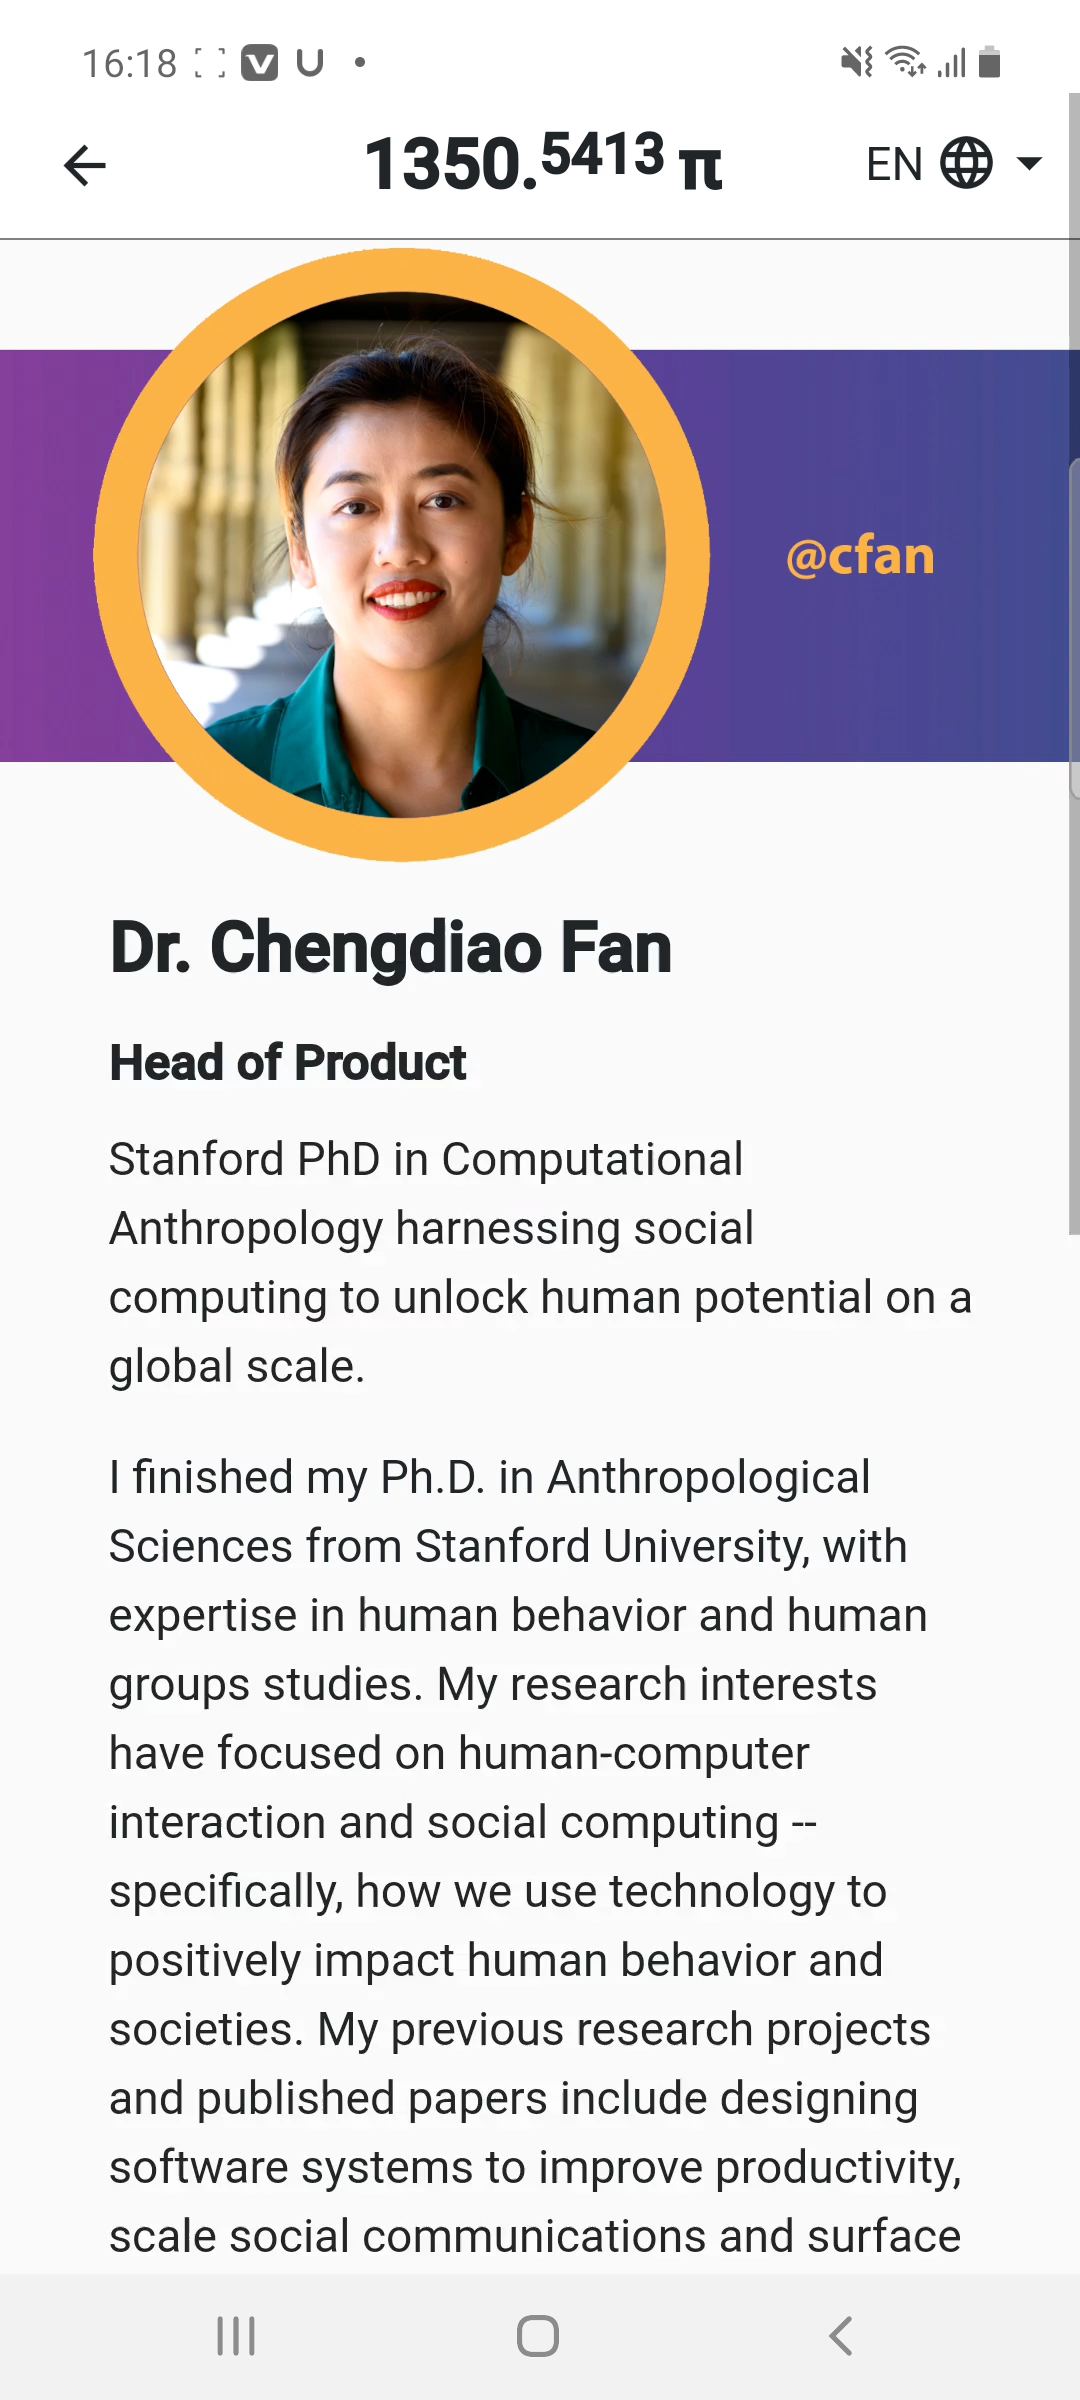 16:18
1350.5413 π
EN
@cfan
Dr. Chengdiao Fan
Head of Product
Stanford PhD in Computational
Anthropology harnessing social
computing to unlock human potential on a
global scale.
I finished my Ph.D. in Anthropological
Sciences from Stanford University, with
expertise in human behavior and human
groups studies. My research interests
have focused on human-computer
interaction and social computing --
specifically, how we use technology to
positively impact human behavior and
societies. My previous research projects
and published papers include designing
software systems to improve productivity,
scale social communications and surface